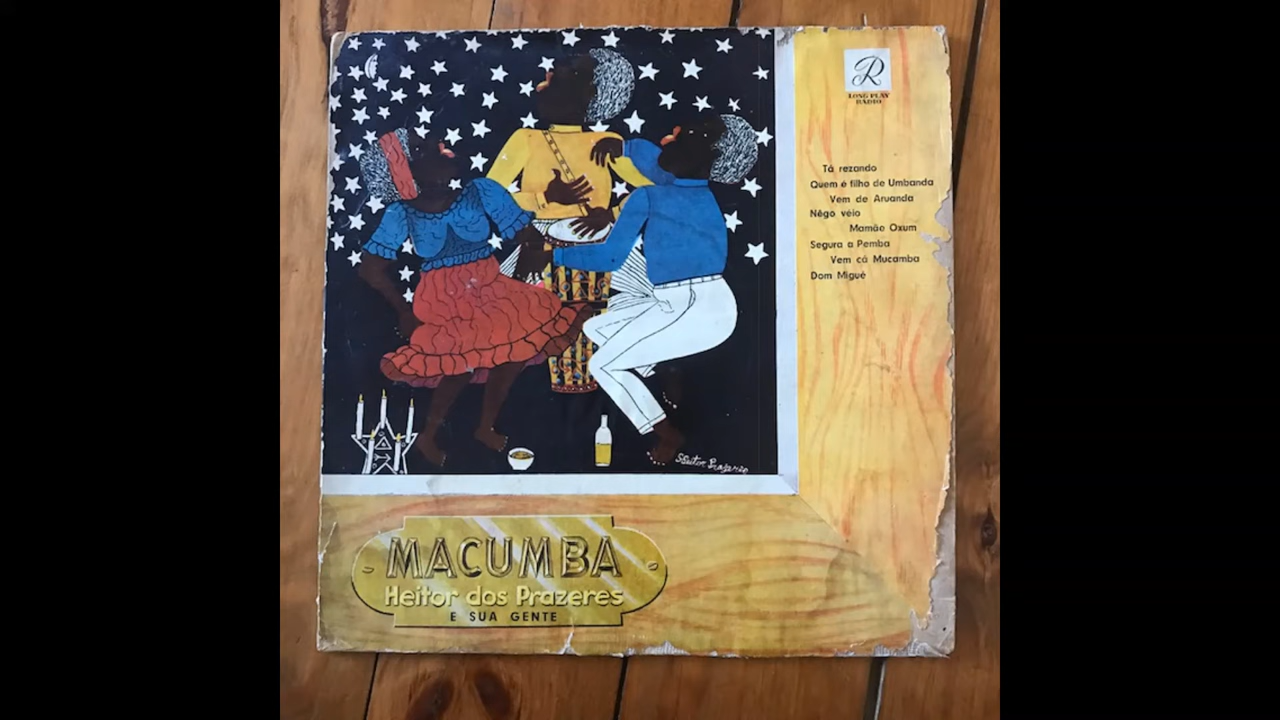 R
LONG PLAY
RADIO
Tá rezando
Quem é filho de Umbanda
Vem de Aruanda
Nêgo véio
Mamãe Oxum
Segura a Pemba
Vem cá Mucamba
Dom Migué
Heitor Prazeres
MACUMBA
Heitor dos Prazeres
E SUA GENTE